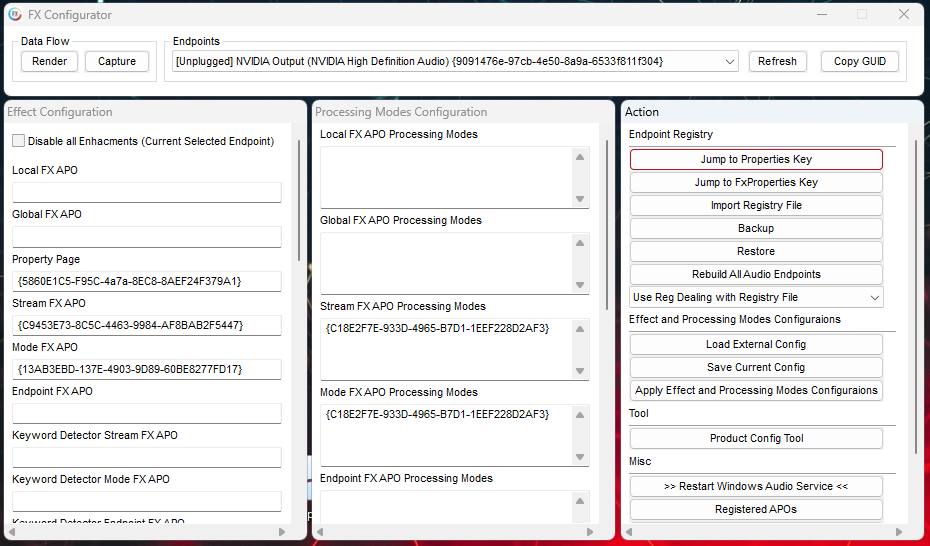 FX Configurator
Data Flow
Render
Capture
Endpoints
[Unplugged] NVIDIA Output (NVIDIA High Definition Audio) {9091476e-97cb-4e50-8a9a-6533f811f304}
Refresh
Copy GUID
Effect Configuration
Disable all Enhacments (Current Selected Endpoint)
Local FX APO
Global FX APO
Property Page
{5860E1C5-F95C-4a7a-8EC8-8AEF24F379A1}
Stream FX APO
{C9453E73-8C5C-4463-9984-AF8BAB2F5447}
Mode FX APO
{13AB3EBD-137E-4903-9D89-60BE8277FD17}
Endpoint FX APO
Keyword Detector Stream FX APO
Keyword Detector Mode FX APO
Keyword Detector Endpoint FX APO
Processing Modes Configuration
Local FX APO Processing Modes
Global FX APO Processing Modes
Stream FX APO Processing Modes
{C18E2F7E-933D-4965-B7D1-1EEF228D2AF3}
Mode FX APO Processing Modes
{C18E2F7E-933D-4965-B7D1-1EEF228D2AF3}
Endpoint FX APO Processing Modes
Action
Endpoint Registry
Jump to Properties Key
Jump to FxProperties Key
Import Registry File
Backup
Restore
Rebuild All Audio Endpoints
Use Reg Dealing with Registry File
Effect and Processing Modes Configuraions
Load External Config
Save Current Config
Apply Effect and Processing Modes Configuraions
Tool
Product Config Tool
Misc
>> Restart Windows Audio Service <<
Registered APOs